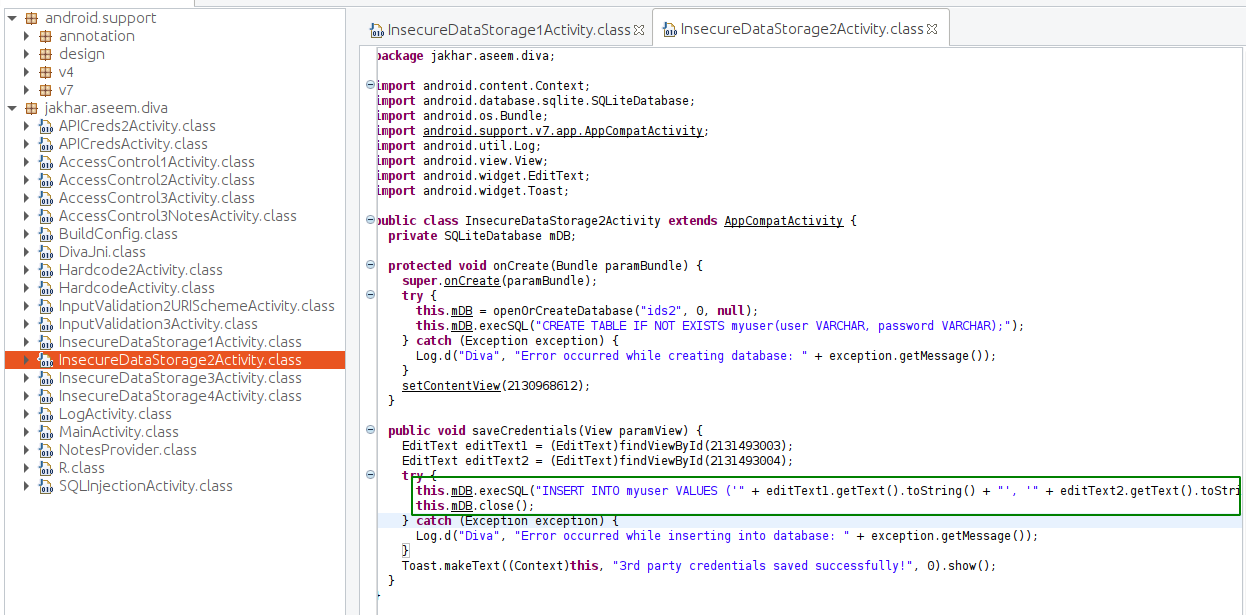 android.support
annotation
design
v4
v7
jakhar.aseem.diva
APICreds2Activity.class
APICredsActivity.class
AccessControl1Activity.class
AccessControl2Activity.class
AccessControl3Activity.class
AccessControl3NotesActivity.class
BuildConfig.class
DivaJni.class
Hardcode2Activity.class
HardcodeActivity.class
InputValidation2URISchemeActivity.class
InputValidation3Activity.class
InsecureDataStorage1Activity.class
InsecureDataStorage2Activity.class
InsecureDataStorage3Activity.class
InsecureDataStorage4Activity.class
LogActivity.class
MainActivity.class
NotesProvider.class
R.class
SQLInjectionActivity.class
InsecureDataStorage1Activity.class
InsecureDataStorage2Activity.class
package jakhar.aseem.diva;
import android.content.Context;
import android.database.sqlite.SQLiteDatabase;
import android.os.Bundle;
import android.support.v7.app.AppCompatActivity;
import android.util.Log;
import android.view.View;
import android.widget.EditText;
import android.widget.Toast;
public class InsecureDataStorage2Activity extends AppCompatActivity {
private SQLiteDatabase mDB;
protected void onCreate(Bundle paramBundle) {
super.onCreate(paramBundle);
try {
this.mDB = openOrCreateDatabase("ids2", 0, null);
this.mDB.execSQL("CREATE TABLE IF NOT EXISTS myuser(user VARCHAR, password VARCHAR);");
} catch (Exception exception) {
Log.d("Diva", "Error occurred while creating database: " + exception.getMessage());
}
setContentView(2130968612);
}
public void saveCredentials(View paramView) {
EditText editText1 = (EditText)findViewById(2131493003);
EditText editText2 = (EditText)findViewById(2131493004);
try {
this.mDB.execSQL("INSERT INTO myuser VALUES ('" + editText1.getText().toString() + "', '" + editText2.getText().toStri
this.mDB.close();
} catch (Exception exception) {
Log.d("Diva", "Error occurred while inserting into database: " + exception.getMessage());
}
Toast.makeText((Context)this, "3rd party credentials saved successfully!", 0).show();
}